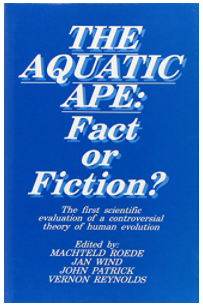 THE
AQUATIC
APE:
Fact
or
Fiction?
The first scientific
evaluation of a controversial
theory of human evolution
Edited by:
MACHTELD ROEDE
JAN WIND
JOHN PATRICK
VERNON REYNOLDS